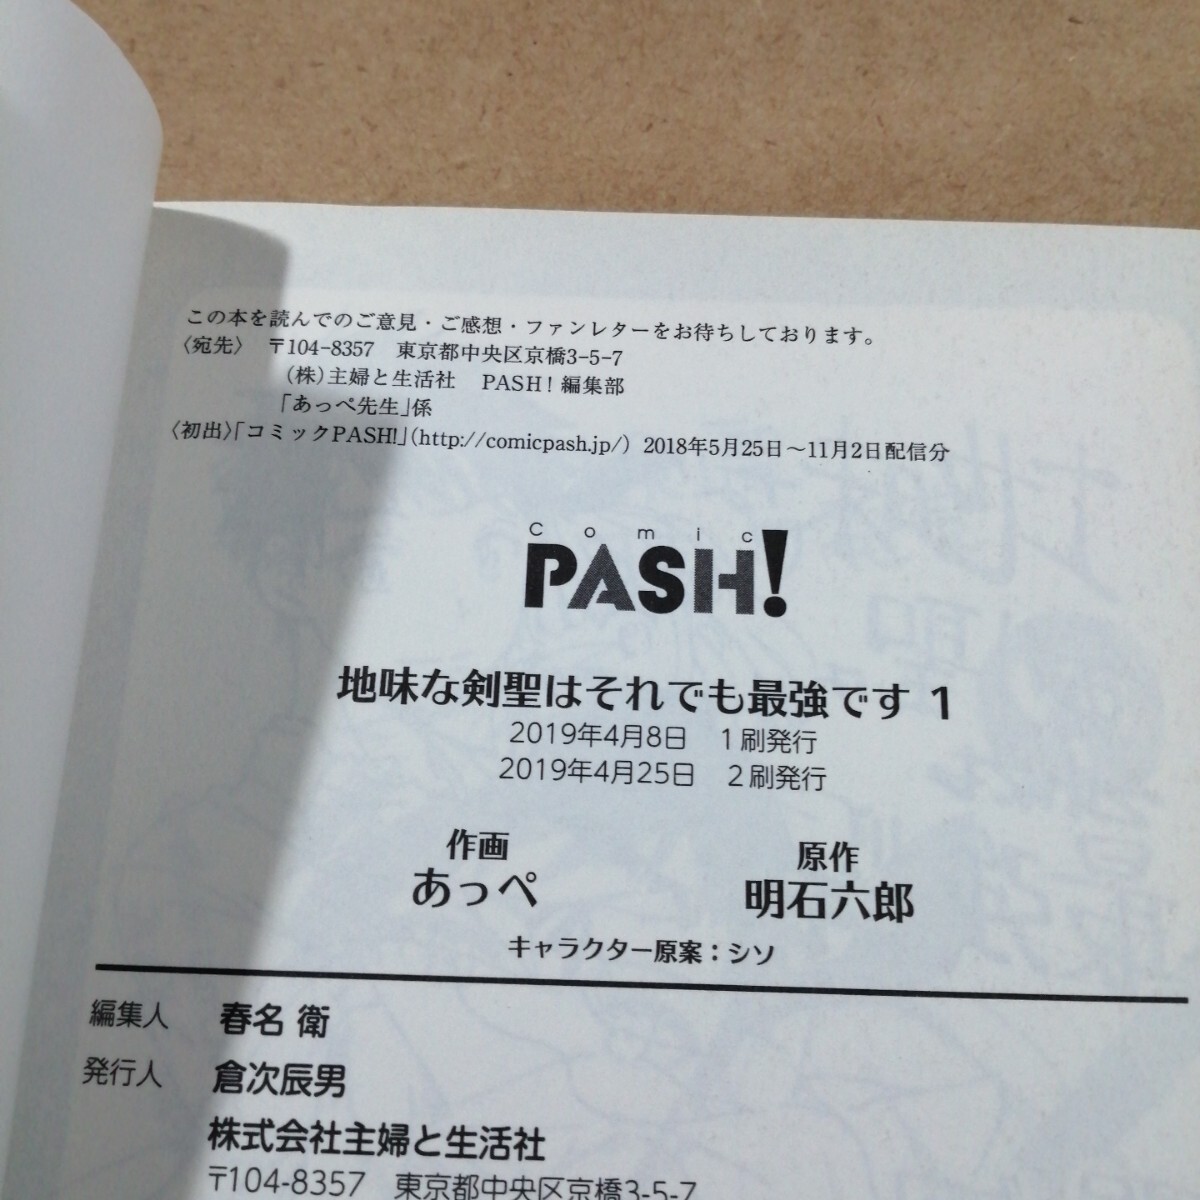 この本を読んでのご意見・ご感想・ファンレターをお待ちしております。
〈宛先〉 〒104-8357 東京都中央区京橋3-5-7
(株)主婦と生活社 PASH! 編集部
「あっぺ先生」係
〈初出〉「コミックPASH!」(http://comicpash.jp/) 2018年5月25日～11月2日配信分
Comic
PASH!
地味な剣聖はそれでも最強です 1
2019年4月8日 1刷発行
2019年4月25日 2刷発行
作画 原作
あっぺ 明石六郎
キャラクター原案：シソ
編集人 春名 衛
発行人 倉次辰男
株式会社主婦と生活社
〒104-8357 東京都中央区京橋3-5-7